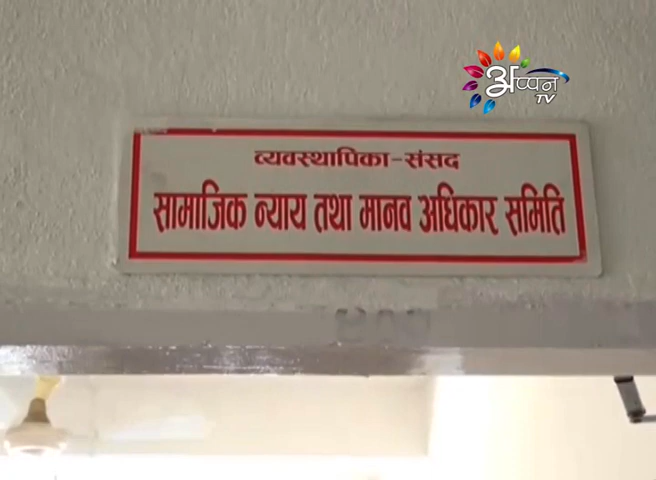 अप्पन
TV
व्यवस्थापिका-संसद
सामाजिक न्याय तथा मानव अधिकार समिति